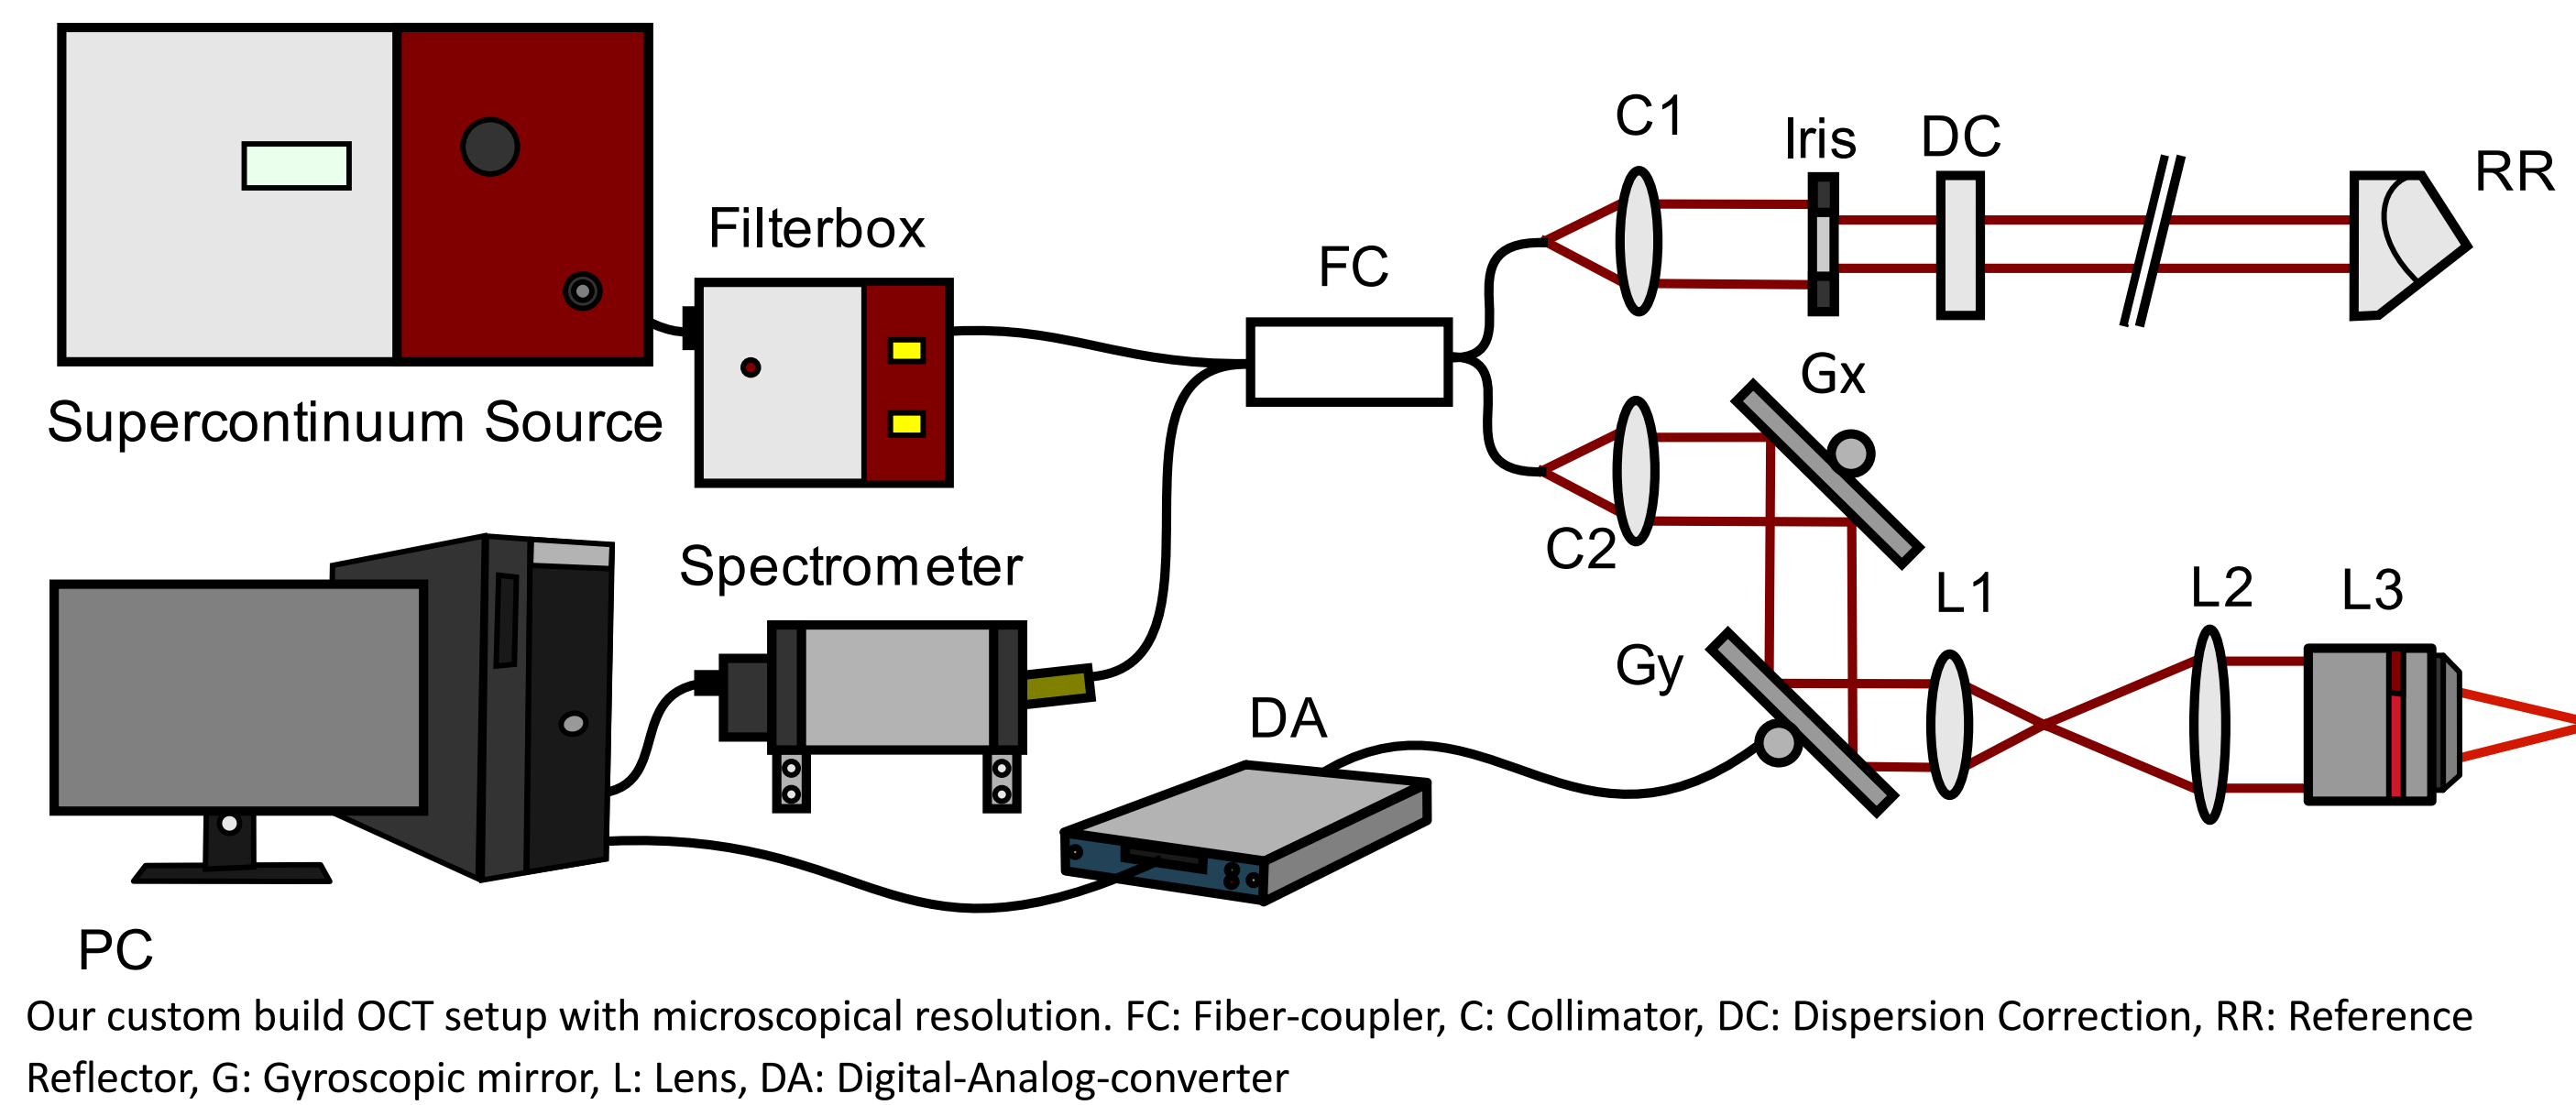 Supercontinuum Source
Filterbox
FC
C1
Iris
DC
RR
Gx
C2
Gy
L1
L2
L3
Spectrometer
DA
PC
Our custom build OCT setup with microscopical resolution. FC: Fiber-coupler, C: Collimator, DC: Dispersion Correction, RR: Reference
Reflector, G: Gyroscopic mirror, L: Lens, DA: Digital-Analog-converter